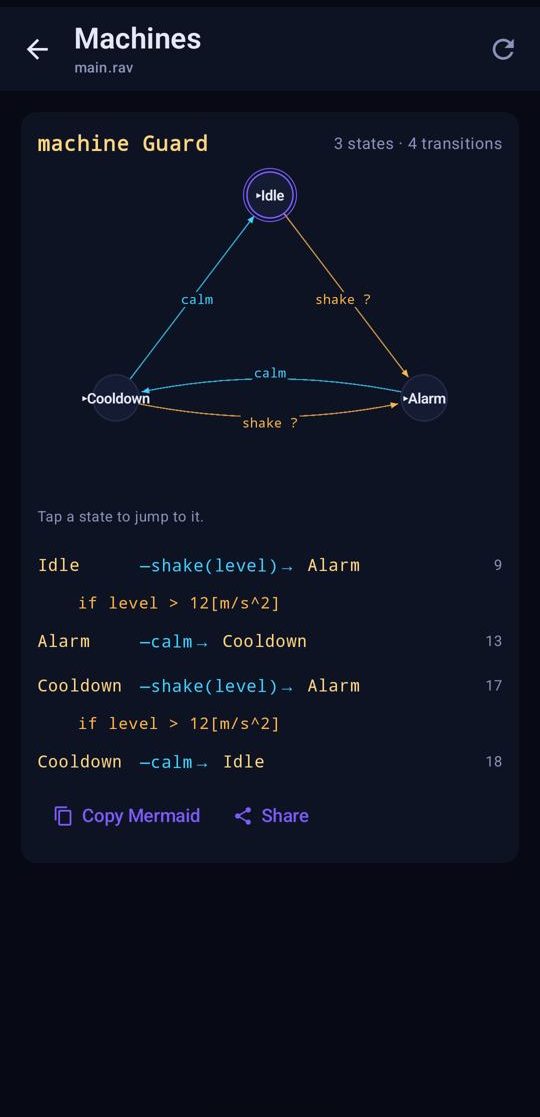 Machines
main.rav
machine Guard
3 states · 4 transitions
▸Idle
calm
shake ?
calm
▸Cooldown
▸Alarm
shake ?
Tap a state to jump to it.
Idle —shake(level)→ Alarm 9
if level > 12[m/s^2]
Alarm —calm→ Cooldown 13
Cooldown —shake(level)→ Alarm 17
if level > 12[m/s^2]
Cooldown —calm→ Idle 18
Copy Mermaid
Share